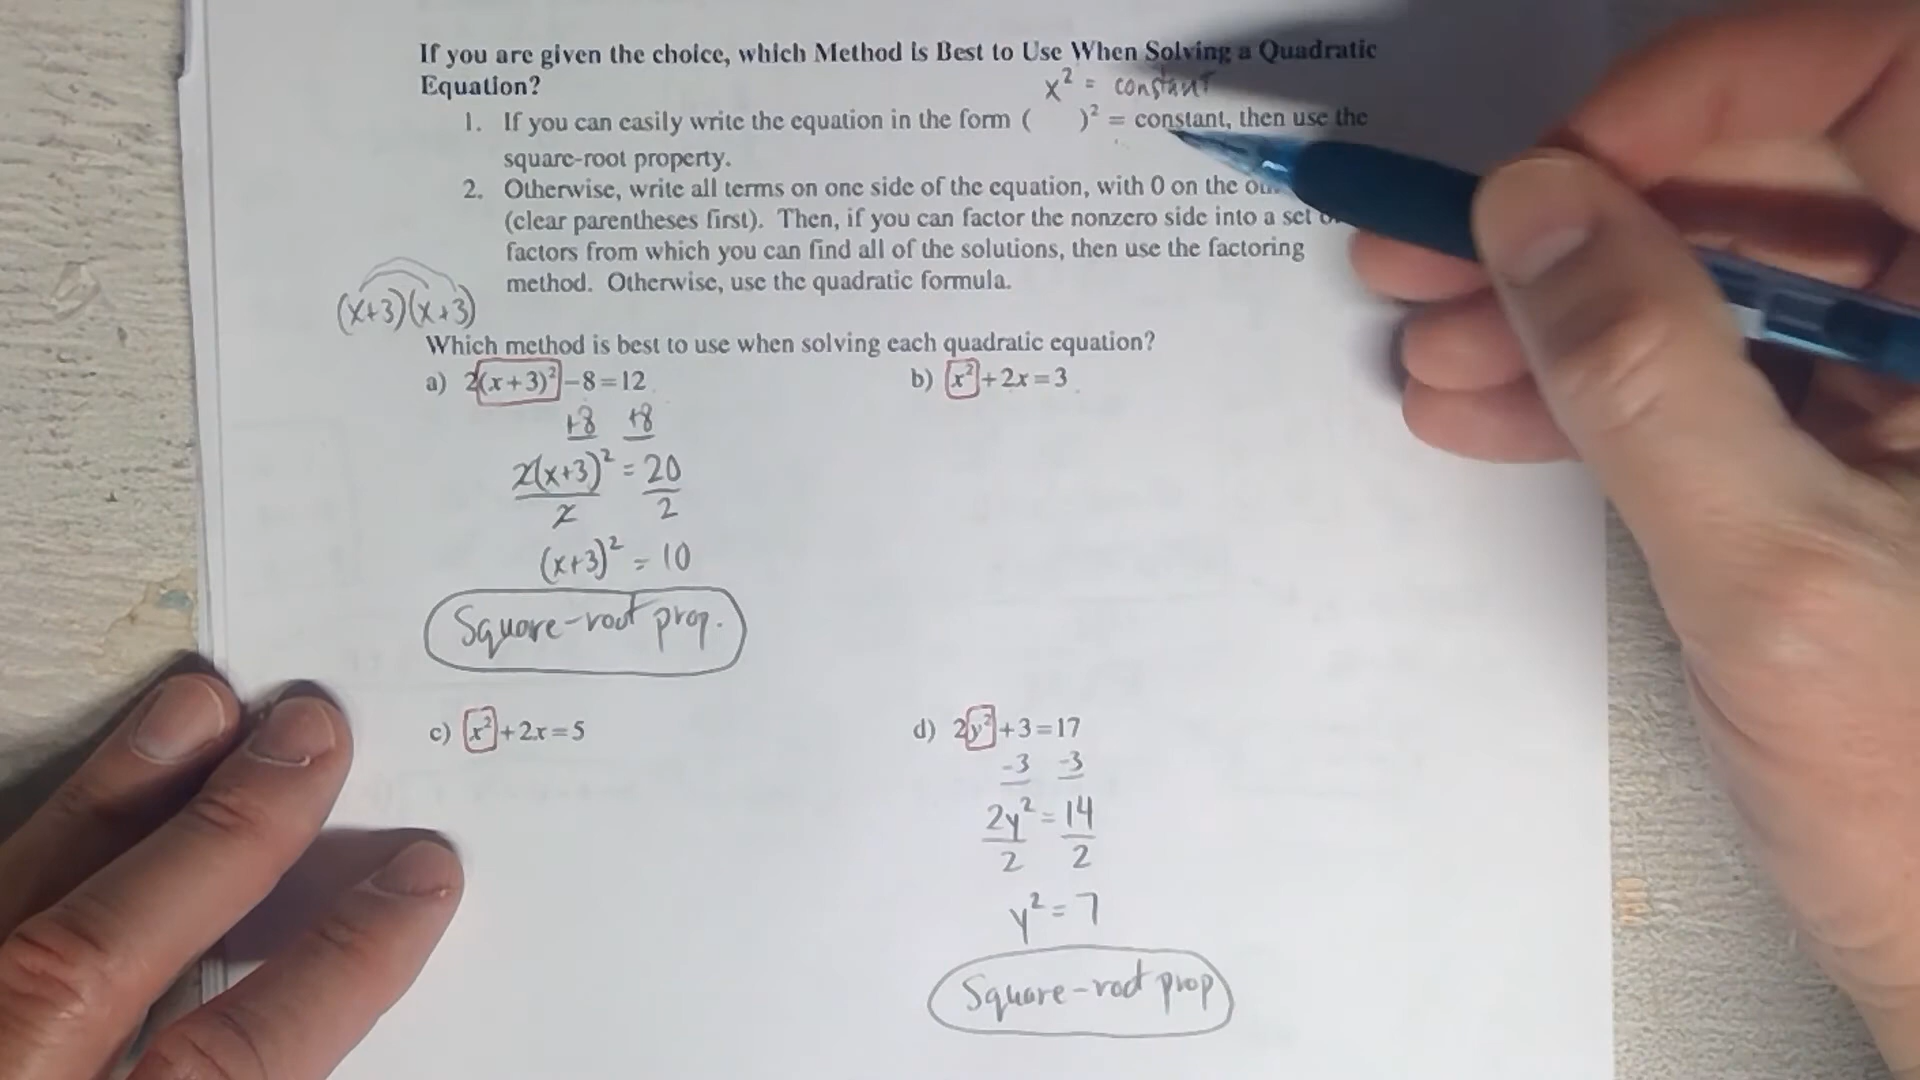 If you are given the choice, which Method is Best to Use When Solving a Quadratic
Equation?
x² = constant
1. If you can easily write the equation in the form (   )² = constant, then use the
square-root property.
2. Otherwise, write all terms on one side of the equation, with 0 on the
(clear parentheses first). Then, if you can factor the nonzero side into a set
factors from which you can find all of the solutions, then use the factoring
method. Otherwise, use the quadratic formula.
(x+3)(x+3)
Which method is best to use when solving each quadratic equation?
a) 2(x+3)²−8=12
+8 +8
2(x+3)² = 20
2 2
(x+3)² = 10
Square-root prop.
b) x²+2x=3
c) x²+2x=5
d) 2y²+3=17
-3 -3
2y² = 14
2 2
y² = 7
Square-root prop